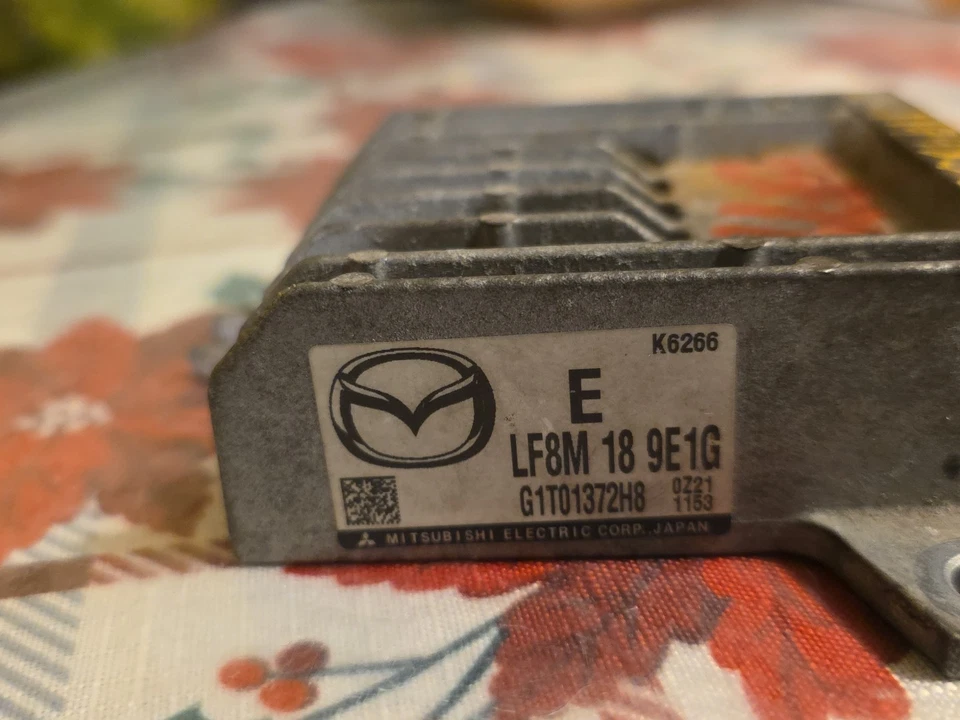 K6266
E
LF8M 18 9E1G
G1T01372H8 0Z21
1153
MITSUBISHI ELECTRIC CORP., JAPAN